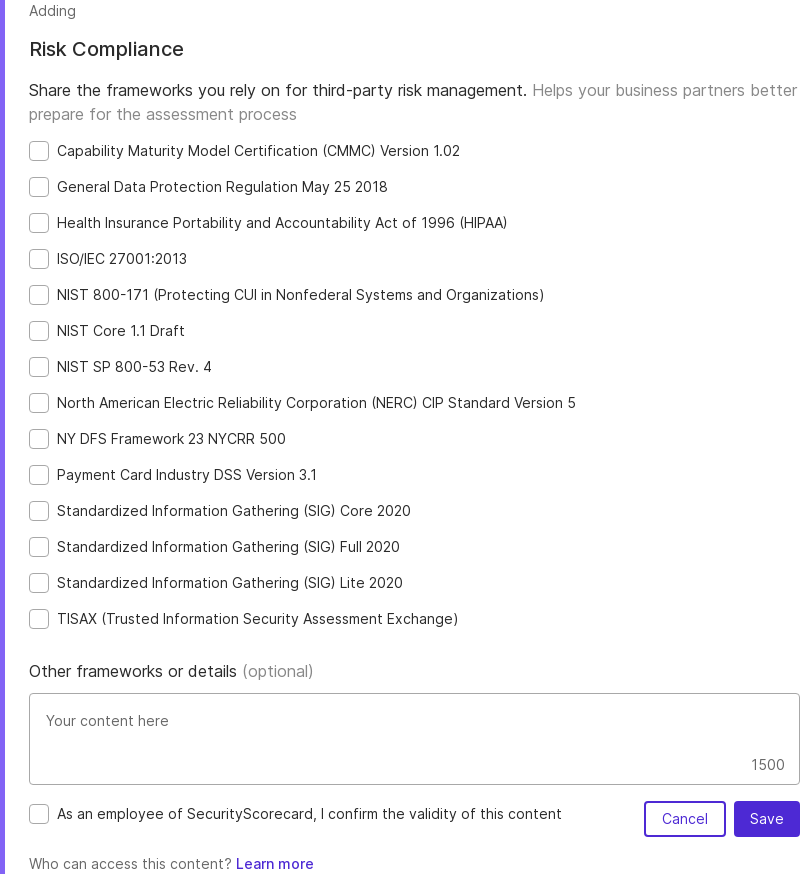 Adding
Risk Compliance
Share the frameworks you rely on for third-party risk management. Helps your business partners better
prepare for the assessment process
Capability Maturity Model Certification (CMMC) Version 1.02
General Data Protection Regulation May 25 2018
Health Insurance Portability and Accountability Act of 1996 (HIPAA)
ISO/IEC 27001:2013
NIST 800-171 (Protecting CUI in Nonfederal Systems and Organizations)
NIST Core 1.1 Draft
NIST SP 800-53 Rev. 4
North American Electric Reliability Corporation (NERC) CIP Standard Version 5
NY DFS Framework 23 NYCRR 500
Payment Card Industry DSS Version 3.1
Standardized Information Gathering (SIG) Core 2020
Standardized Information Gathering (SIG) Full 2020
Standardized Information Gathering (SIG) Lite 2020
TISAX (Trusted Information Security Assessment Exchange)
Other frameworks or details (optional)
Your content here
1500
As an employee of SecurityScorecard, I confirm the validity of this content
Cancel
Save
Who can access this content? Learn more